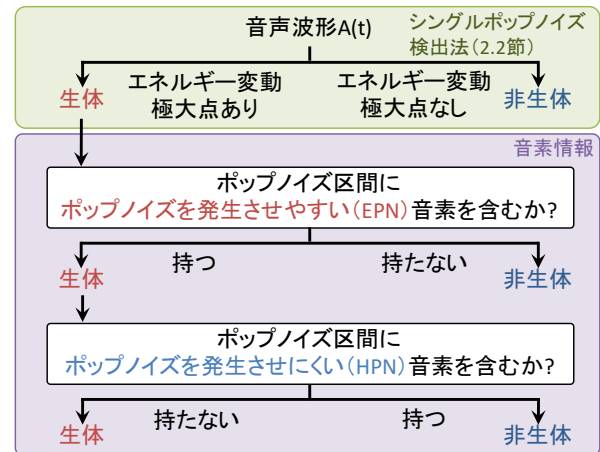 音声波形A(t)
シングルポップノイズ
検出法(2.2節)
生体
エネルギー変動
極大点あり
エネルギー変動
極大点なし
非生体
音素情報
ポップノイズ区間に
ポップノイズを発生させやすい(EPN)音素を含むか?
生体
持つ
持たない
非生体
ポップノイズ区間に
ポップノイズを発生させにくい(HPN)音素を含むか?
生体
持たない
持つ
非生体